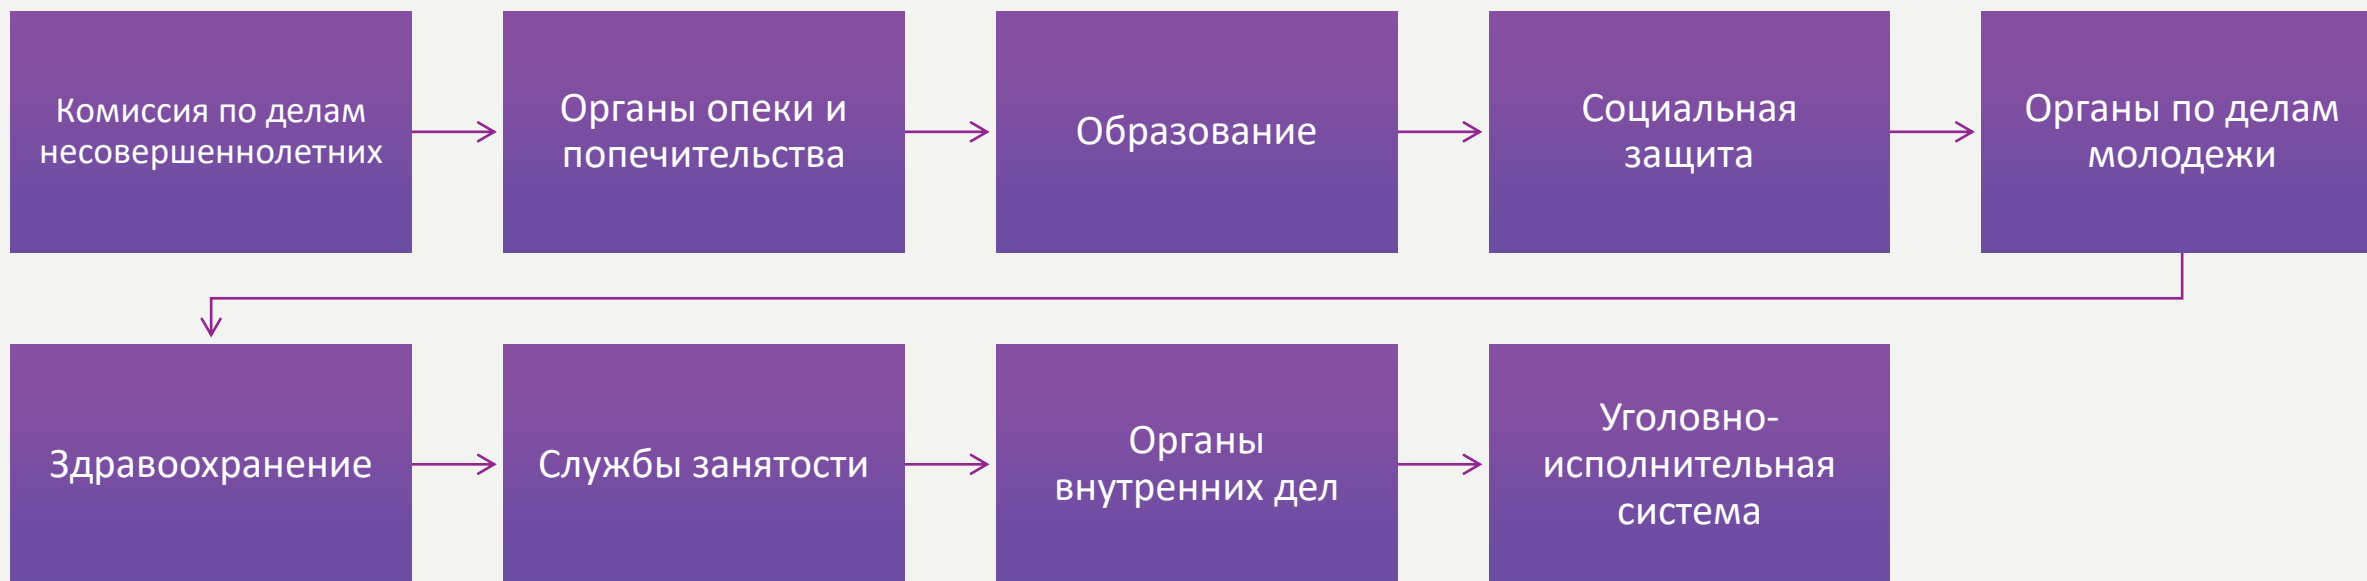 Комиссия по делам
несовершеннолетних
Органы опеки и
попечительства
Образование
Социальная
защита
Органы по делам
молодежи
Здравоохранение
Службы занятости
Органы
внутренних дел
Уголовно-
исполнительная
система